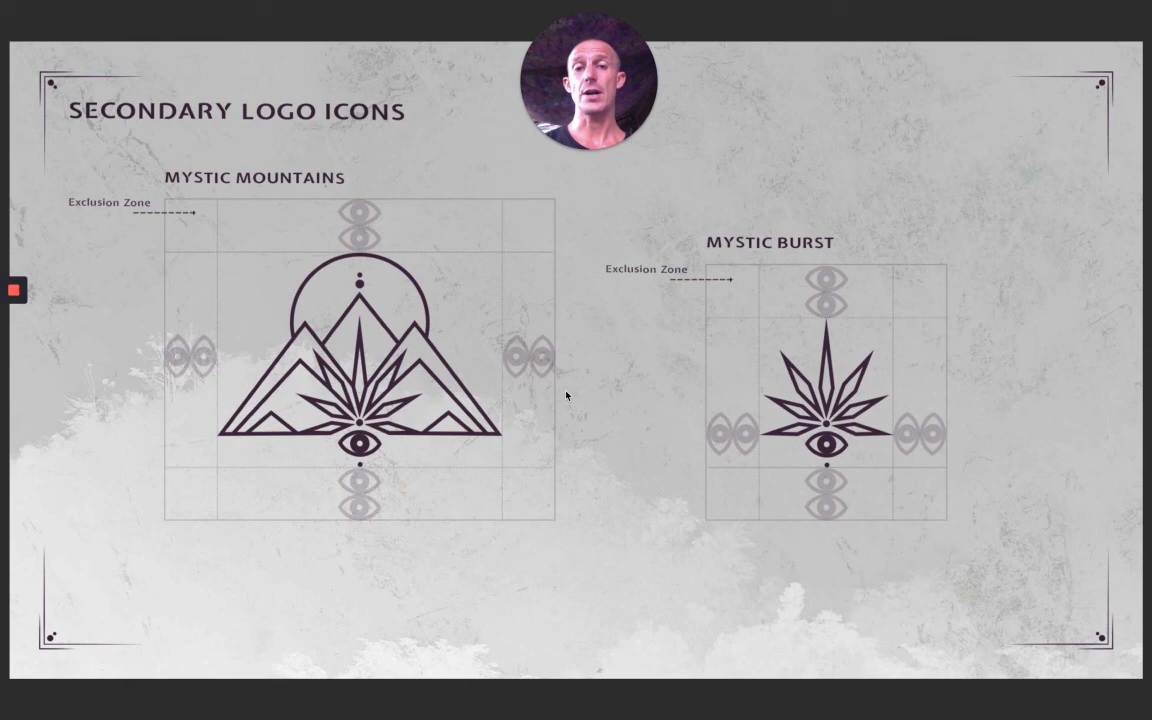 SECONDARY LOGO ICONS
MYSTIC MOUNTAINS
Exclusion Zone
MYSTIC BURST
Exclusion Zone